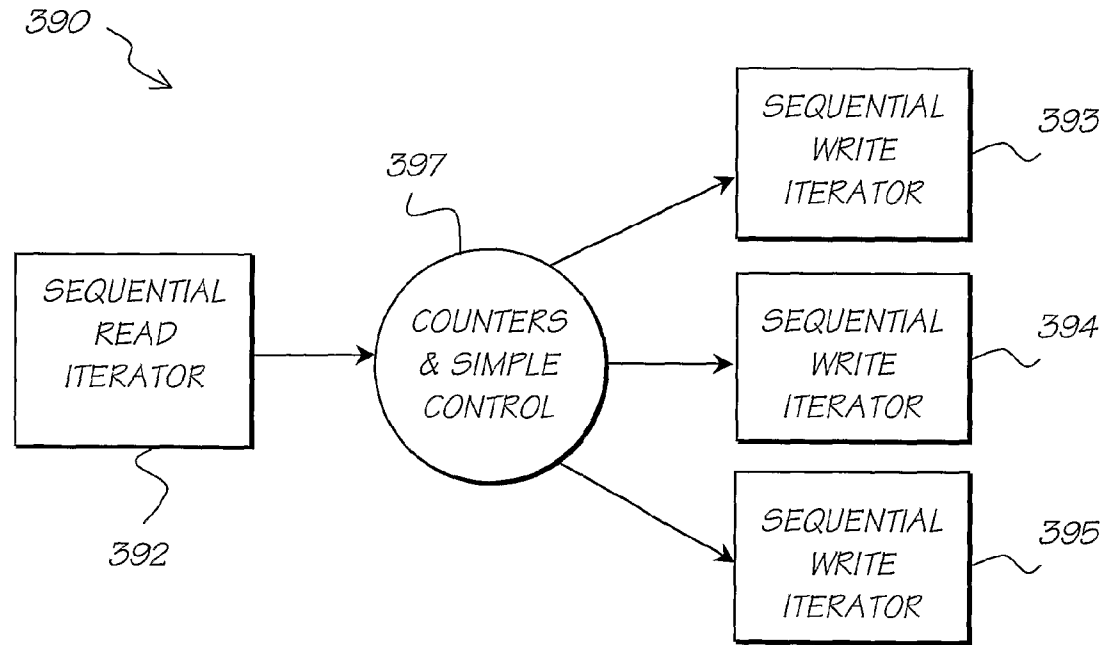 390
397
SEQUENTIAL
READ
ITERATOR
392
COUNTERS
& SIMPLE
CONTROL
SEQUENTIAL
WRITE
ITERATOR
393
SEQUENTIAL
WRITE
ITERATOR
394
SEQUENTIAL
WRITE
ITERATOR
395